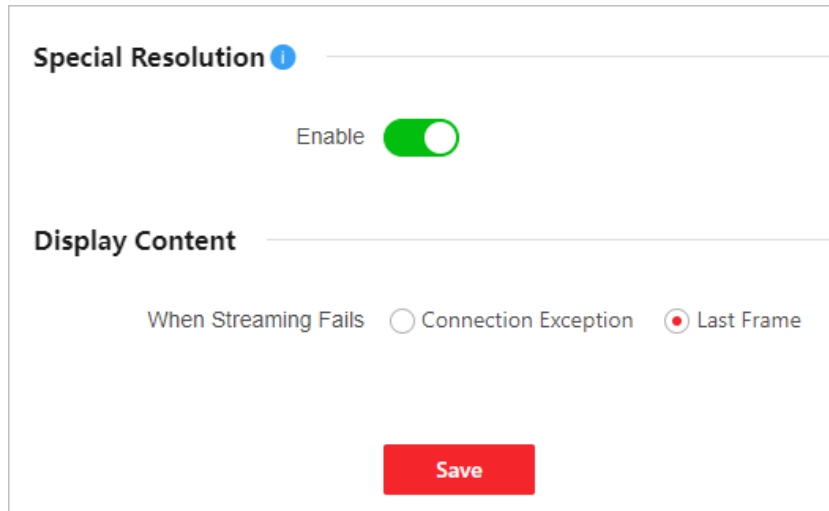 Special Resolution i
Enable
Display Content
When Streaming Fails Connection Exception Last Frame
Save